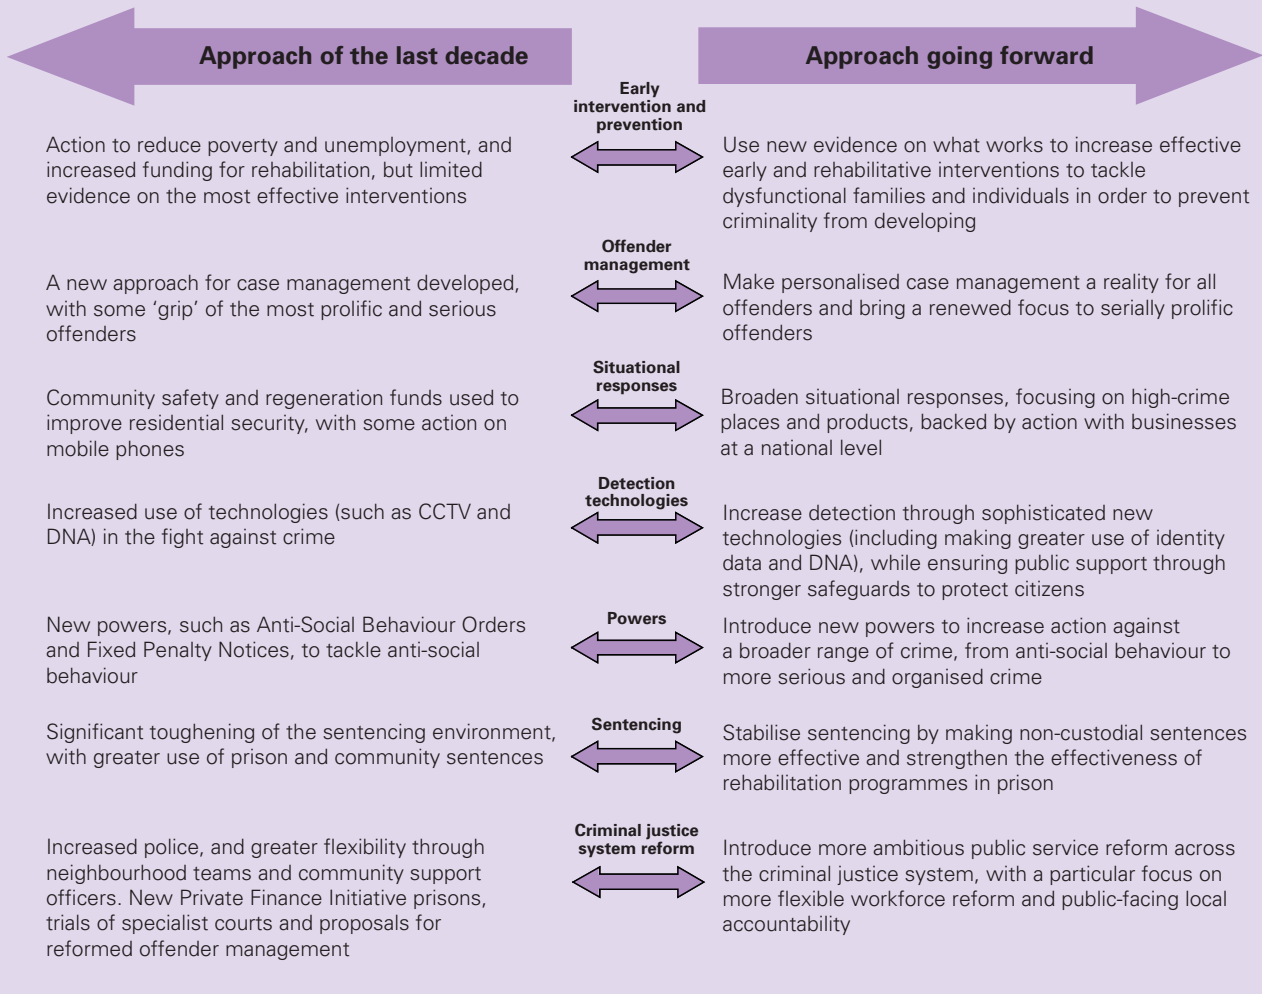 Approach of the last decade
Approach going forward
Early
intervention and
prevention
Action to reduce poverty and unemployment, and
increased funding for rehabilitation, but limited
evidence on the most effective interventions
Use new evidence on what works to increase effective
early and rehabilitative interventions to tackle
dysfunctional families and individuals in order to prevent
criminality from developing
Offender
management
A new approach for case management developed,
with some ‘grip’ of the most prolific and serious
offenders
Make personalised case management a reality for all
offenders and bring a renewed focus to serially prolific
offenders
Situational
responses
Community safety and regeneration funds used to
improve residential security, with some action on
mobile phones
Broaden situational responses, focusing on high-crime
places and products, backed by action with businesses
at a national level
Detection
technologies
Increased use of technologies (such as CCTV and
DNA) in the fight against crime
Increase detection through sophisticated new
technologies (including making greater use of identity
data and DNA), while ensuring public support through
stronger safeguards to protect citizens
Powers
New powers, such as Anti-Social Behaviour Orders
and Fixed Penalty Notices, to tackle anti-social
behaviour
Introduce new powers to increase action against
a broader range of crime, from anti-social behaviour to
more serious and organised crime
Sentencing
Significant toughening of the sentencing environment,
with greater use of prison and community sentences
Stabilise sentencing by making non-custodial sentences
more effective and strengthen the effectiveness of
rehabilitation programmes in prison
Criminal justice
system reform
Increased police, and greater flexibility through
neighbourhood teams and community support
officers. New Private Finance Initiative prisons,
trials of specialist courts and proposals for
reformed offender management
Introduce more ambitious public service reform across
the criminal justice system, with a particular focus on
more flexible workforce reform and public-facing local
accountability